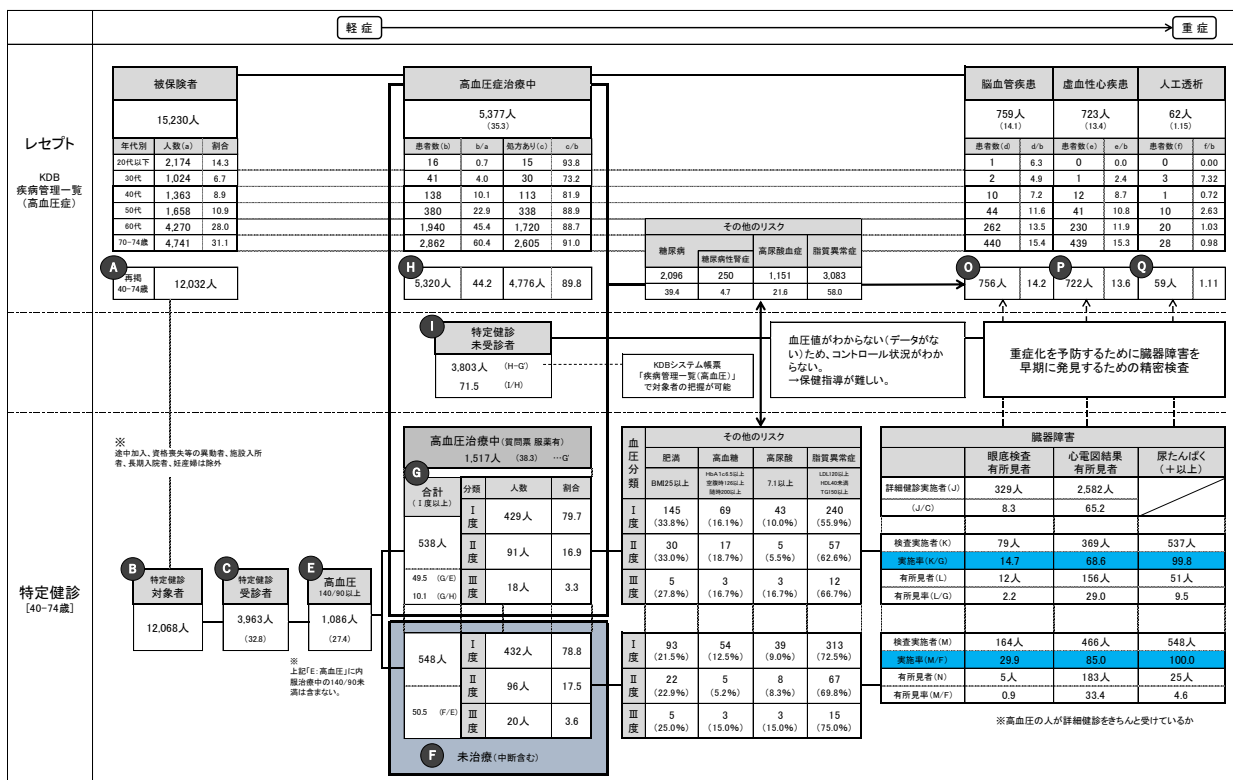 軽 症
重 症
レセプト
KDB
疾病管理一覧
(高血圧症)
被保険者
15,230人
年代別 人数(a) 割合
20代以下 2,174 14.3
30代 1,024 6.7
40代 1,363 8.9
50代 1,658 10.9
60代 4,270 28.0
70-74歳 4,741 31.1
A
再掲
40-74歳
12,032人
高血圧症治療中
5,377人
(35.3)
患者数(b) b/a 処方あり(c) c/b
16 0.7 15 93.8
41 4.0 30 73.2
138 10.1 113 81.9
380 22.9 338 88.9
1,940 45.4 1,720 88.7
2,862 60.4 2,605 91.0
H
5,320人 44.2 4,776人 89.8
その他のリスク
糖尿病 糖尿病性腎症 高尿酸血症 脂質異常症
2,096 250 1,151 3,083
39.4 4.7 21.6 58.0
脳血管疾患 虚血性心疾患 人工透析
759人 723人 62人
(14.1) (13.4) (1.15)
患者数(d) d/b 患者数(e) e/b 患者数(f) f/b
1 6.3 0 0.0 0 0.00
2 4.9 1 2.4 3 7.32
10 7.2 12 8.7 1 0.72
44 11.6 41 10.8 10 2.63
262 13.5 230 11.9 20 1.03
440 15.4 439 15.3 28 0.98
O P Q
756人 14.2 722人 13.6 59人 1.11
I
特定健診
未受診者
3,803人 (H-G')
71.5 (I/H)
KDBシステム帳票
「疾病管理一覧(高血圧)」
で対象者の把握が可能
血圧値がわからない(データがな
い)ため、コントロール状況がわか
らない。
→保健指導が難しい。
重症化を予防するために臓器障害を
早期に発見するための精密検査
特定健診
[40-74歳]
※
途中加入、資格喪失等の異動者、施設入所
者、長期入院者、妊産婦は除外
B
特定健診
対象者
12,068人
C
特定健診
受診者
3,963人
(32.8)
E
高血圧
140/90以上
1,086人
(27.4)
※
上記「E:高血圧」に内
服治療中の140/90未
満は含まない。
高血圧治療中(質問票 服薬有)
1,517人 (38.3) …G'
G
合計
(Ⅰ度以上)
分類 人数 割合
538人
49.5 (G/E)
10.1 (G/H)
Ⅰ度 429人 79.7
Ⅱ度 91人 16.9
Ⅲ度 18人 3.3
548人
50.5 (F/E)
Ⅰ度 432人 78.8
Ⅱ度 96人 17.5
Ⅲ度 20人 3.6
F
未治療(中断含む)
血圧分類
その他のリスク
肥満 高血糖 高尿酸 脂質異常症
BMI25以上
HbA1c6.5以上
空腹時126以上
随時200以上
7.1以上
LDL120以上
HDL40未満
TG150以上
Ⅰ度 145 69 43 240
(33.8%) (16.1%) (10.0%) (55.9%)
Ⅱ度 30 17 5 57
(33.0%) (18.7%) (5.5%) (62.6%)
Ⅲ度 5 3 3 12
(27.8%) (16.7%) (16.7%) (66.7%)
Ⅰ度 93 54 39 313
(21.5%) (12.5%) (9.0%) (72.5%)
Ⅱ度 22 5 8 67
(22.9%) (5.2%) (8.3%) (69.8%)
Ⅲ度 5 3 3 15
(25.0%) (15.0%) (15.0%) (75.0%)
臓器障害
眼底検査
有所見者
心電図結果
有所見者
尿たんぱく
(+以上)
詳細健診実施者(J) 329人 2,582人
(J/C) 8.3 65.2
検査実施者(K) 79人 369人 537人
実施率(K/G) 14.7 68.6 99.8
有所見者(L) 12人 156人 51人
有所見率(L/G) 2.2 29.0 9.5
検査実施者(M) 164人 466人 548人
実施率(M/F) 29.9 85.0 100.0
有所見者(N) 5人 183人 25人
有所見率(M/F) 0.9 33.4 4.6
※高血圧の人が詳細健診をきちんと受けているか